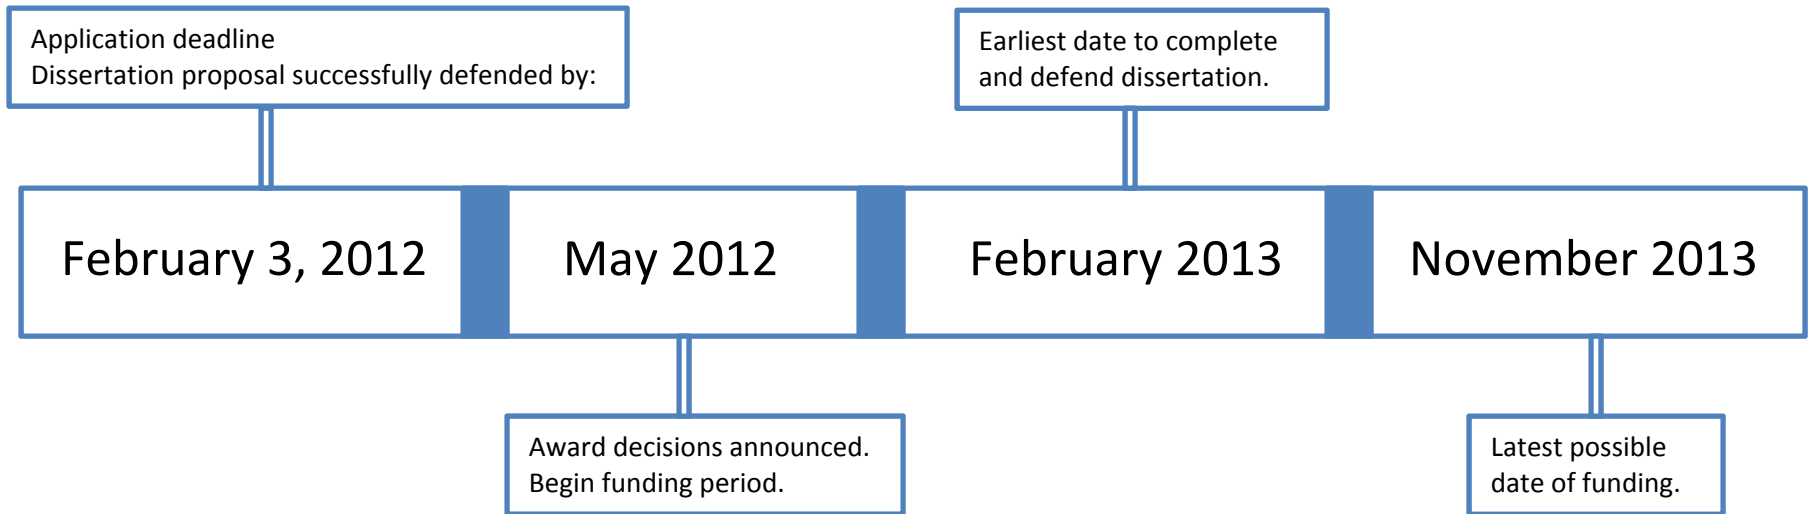 Application deadline
Dissertation proposal successfully defended by:
Earliest date to complete
and defend dissertation.
February 3, 2012
May 2012
February 2013
November 2013
Award decisions announced.
Begin funding period.
Latest possible
date of funding.